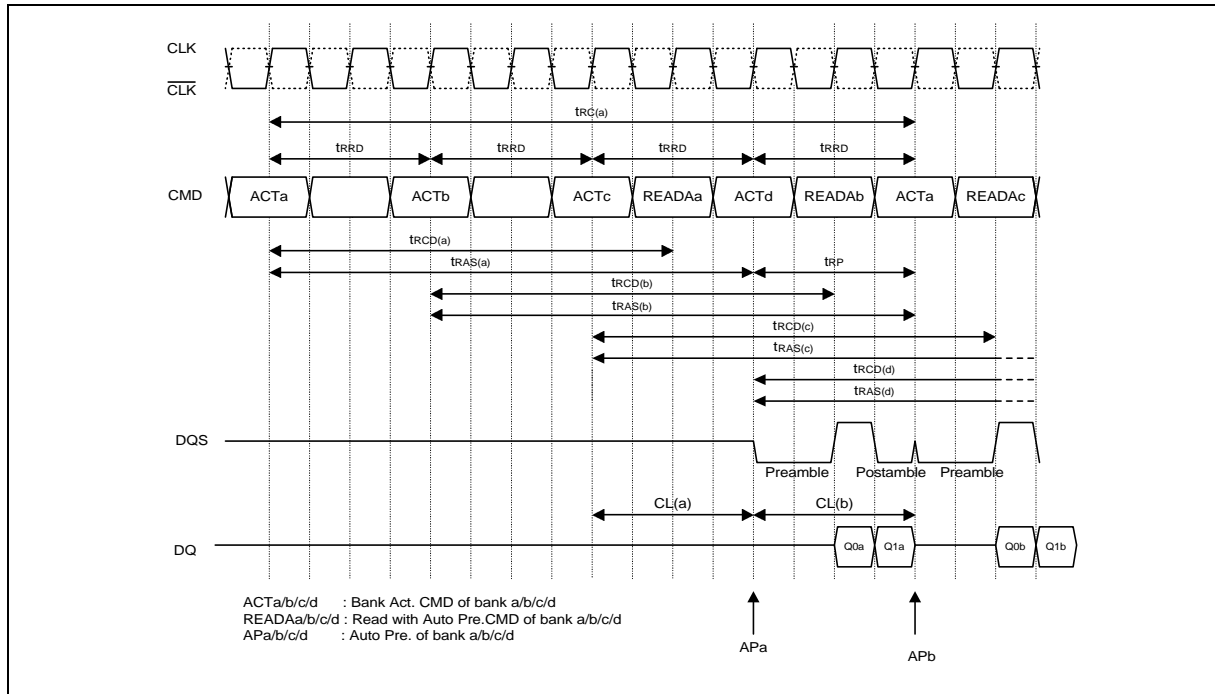 CLK
CLK
tRC(a)
tRRD tRRD tRRD tRRD
CMD ACTa ACTb ACTc READAa ACTd READAb ACTa READAc
tRCD(a)
tRAS(a) tRP
tRCD(b)
tRAS(b)
tRCD(c)
tRAS(c)
tRCD(d)
tRAS(d)
DQS
Preamble Postamble Preamble
CL(a) CL(b)
DQ Q0a Q1a Q0b Q1b
ACTa/b/c/d : Bank Act. CMD of bank a/b/c/d
READAa/b/c/d : Read with Auto Pre.CMD of bank a/b/c/d
APa/b/c/d : Auto Pre. of bank a/b/c/d
APa APb